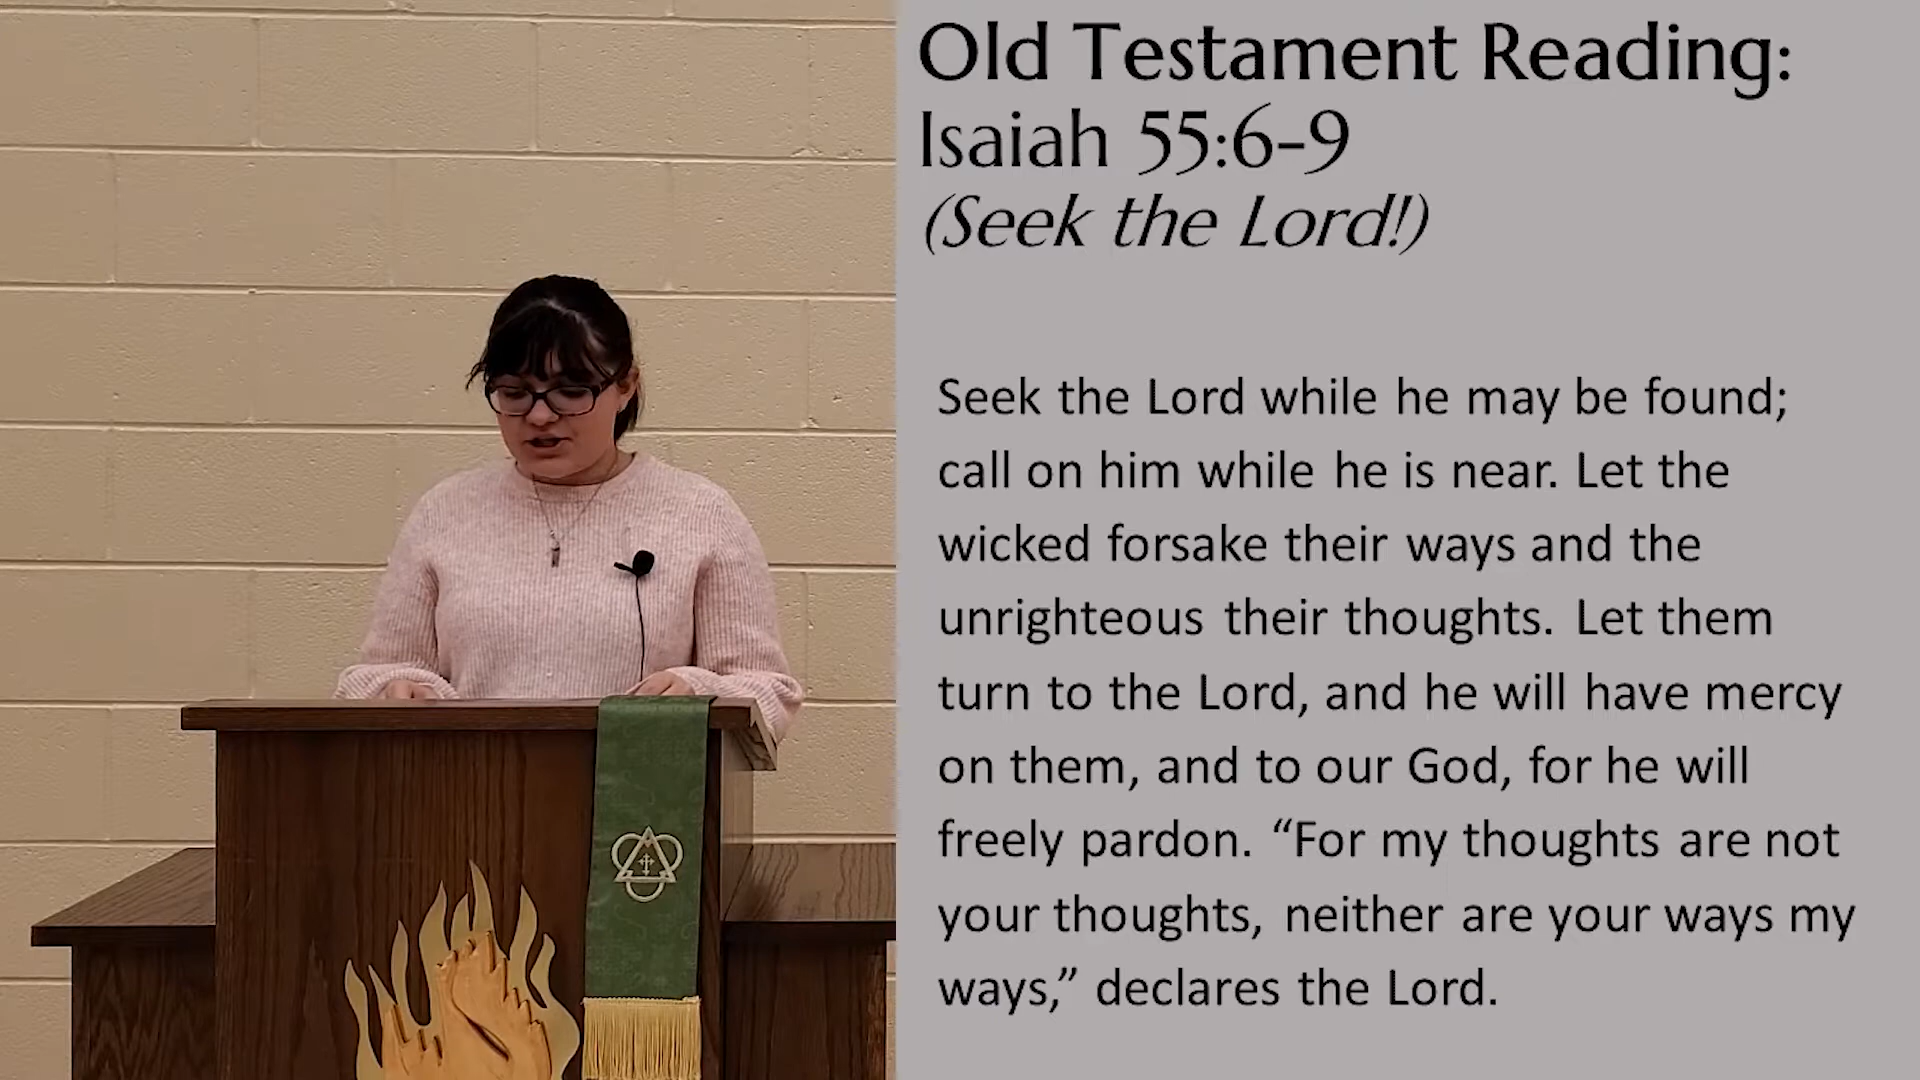 Old Testament Reading:
Isaiah 55:6-9
(Seek the Lord!)
Seek the Lord while he may be found;
call on him while he is near. Let the
wicked forsake their ways and the
unrighteous their thoughts. Let them
turn to the Lord, and he will have mercy
on them, and to our God, for he will
freely pardon. “For my thoughts are not
your thoughts, neither are your ways my
ways,” declares the Lord.